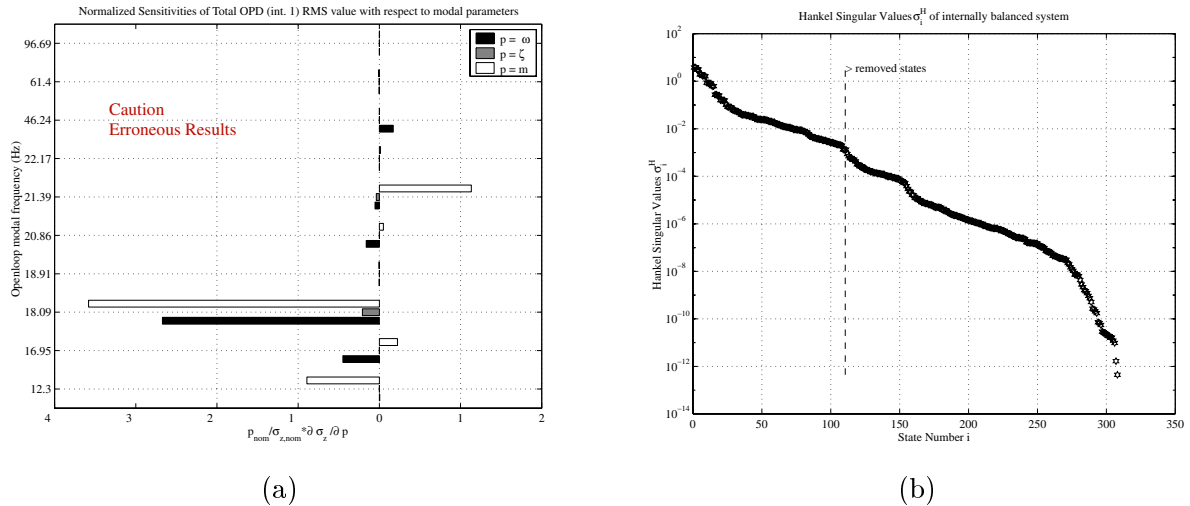 Normalized Sensitivities of Total OPD (int. 1) RMS value with respect to modal parameters
p = ω
p = ζ
p = m
Caution
Erroneous Results
Openloop modal frequency (Hz)
96.69
61.4
46.24
22.17
21.39
20.86
18.91
18.09
16.95
12.3
4 3 2 1 0 1 2
p_nom/σ_z,nom*∂ σ_z/∂ p
(a)
Hankel Singular Values σ_i^H of internally balanced system
> removed states
Hankel Singular Values σ_i^H
10^2
10^0
10^−2
10^−4
10^−6
10^−8
10^−10
10^−12
10^−14
0 50 100 150 200 250 300 350
State Number i
(b)